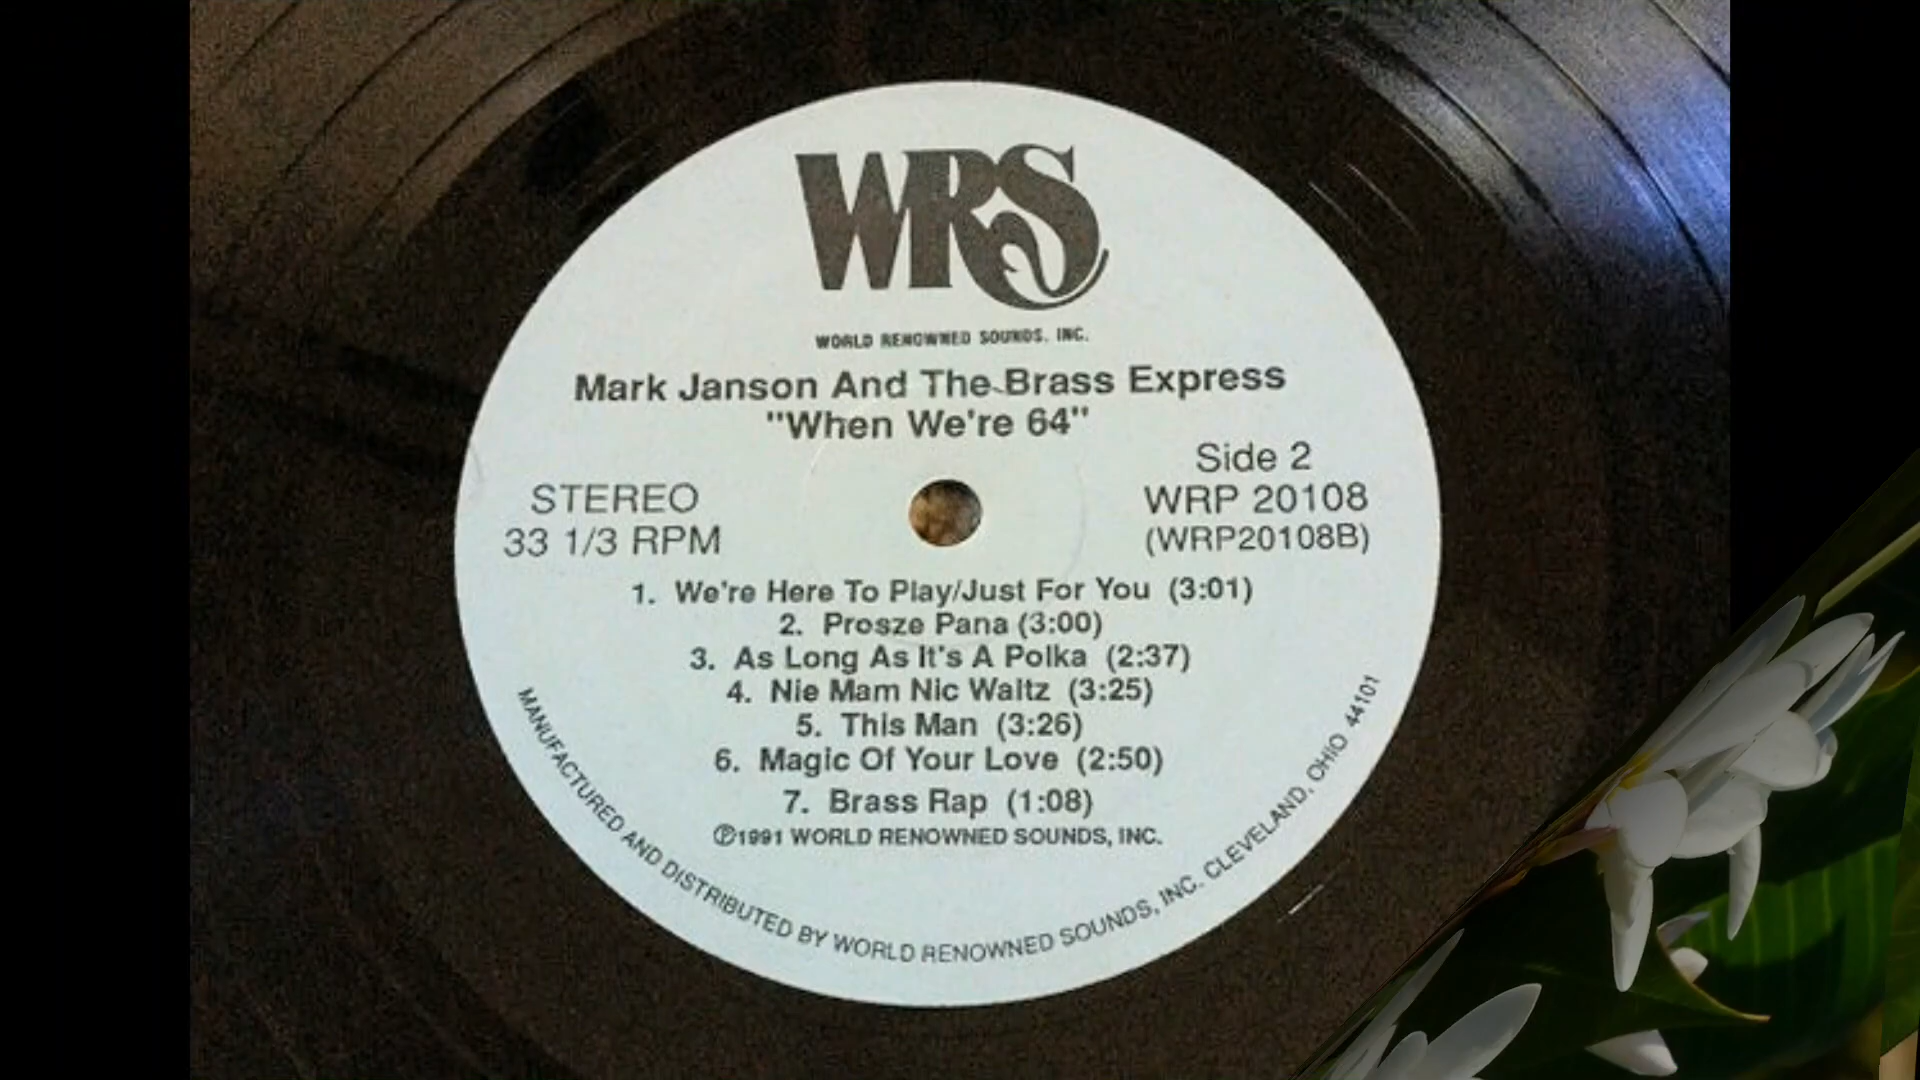 WRS
WORLD RENOWNED SOUNDS, INC.
Mark Janson And The Brass Express
"When We're 64"
Side 2
STEREO
WRP 20108
33 1/3 RPM
(WRP20108B)
1. We're Here To Play/Just For You (3:01)
2. Prosze Pana (3:00)
3. As Long As It's A Polka (2:37)
4. Nie Mam Nic Waltz (3:25)
5. This Man (3:26)
6. Magic Of Your Love (2:50)
7. Brass Rap (1:08)
℗1991 WORLD RENOWNED SOUNDS, INC.
MANUFACTURED AND DISTRIBUTED BY WORLD RENOWNED SOUNDS, INC. CLEVELAND, OHIO 44101